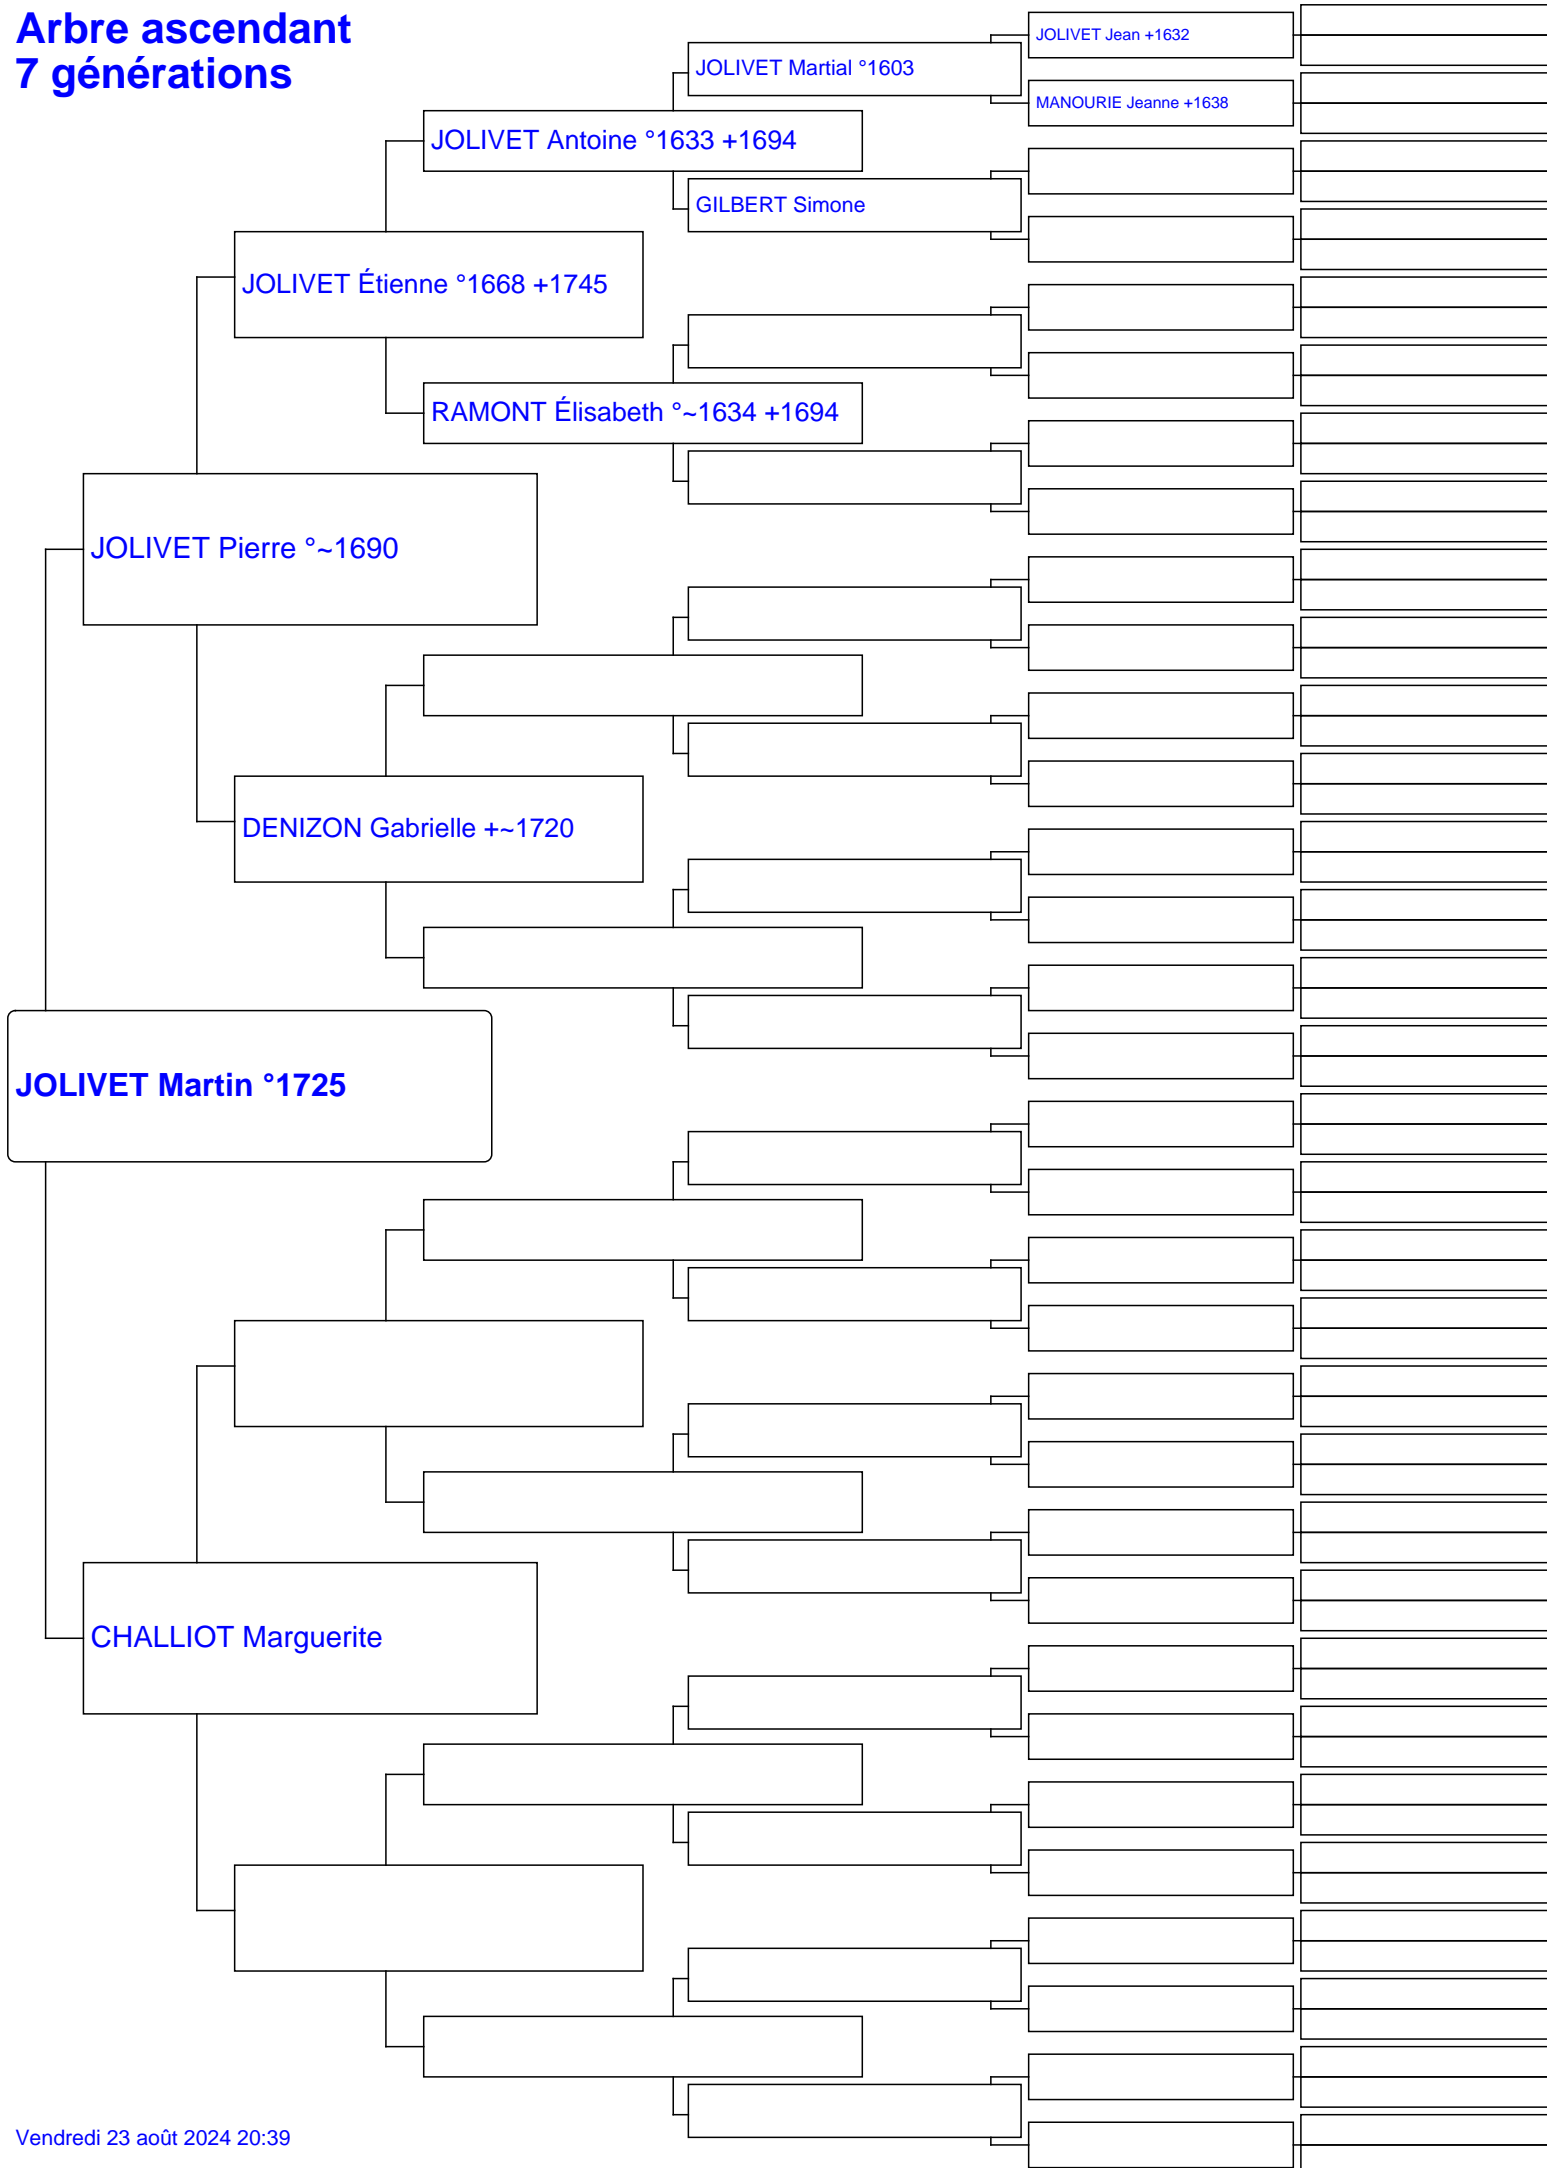 Arbre ascendant
7 générations
JOLIVET Jean +1632
JOLIVET Martial °1603
MANOURIE Jeanne +1638
JOLIVET Antoine °1633 +1694
GILBERT Simone
JOLIVET Étienne °1668 +1745
RAMONT Élisabeth °~1634 +1694
JOLIVET Pierre °~1690
DENIZON Gabrielle +~1720
JOLIVET Martin °1725
CHALLIOT Marguerite
Vendredi 23 août 2024 20:39